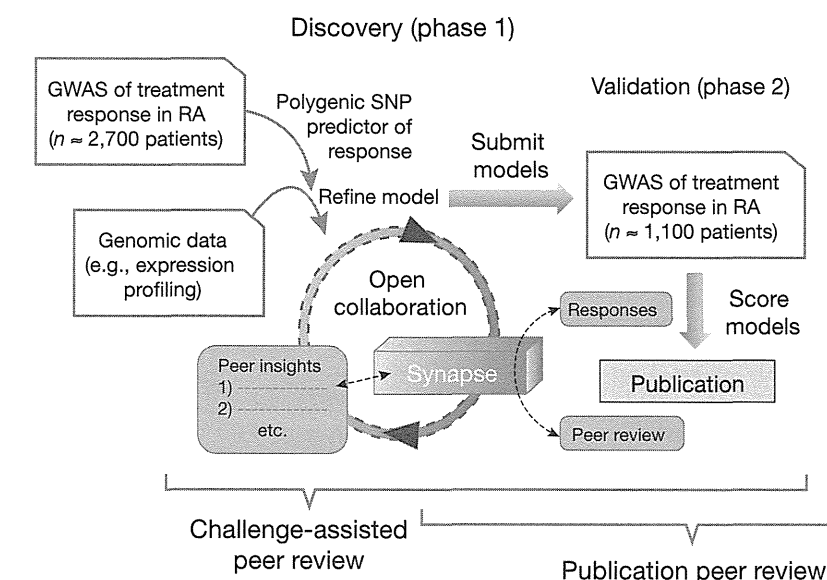 Discovery (phase 1)
GWAS of treatment
response in RA
(n ≈ 2,700 patients)
Polygenic SNP
predictor of
response
Refine model
Genomic data
(e.g., expression
profiling)
Submit
models
Validation (phase 2)
GWAS of treatment
response in RA
(n ≈ 1,100 patients)
Open
collaboration
Synapse
Peer insights
1)
2)
etc.
Responses
Peer review
Score
models
Publication
Challenge-assisted
peer review
Publication peer review